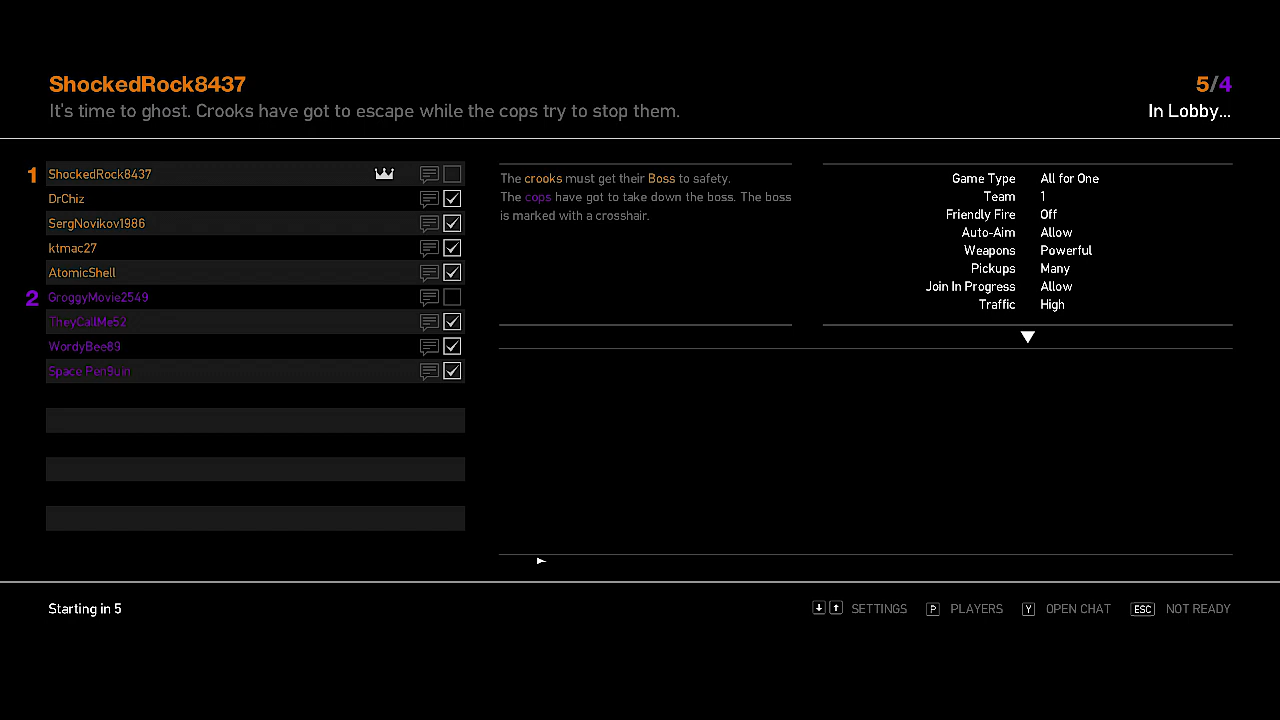 ShockedRock8437
It's time to ghost. Crooks have got to escape while the cops try to stop them.
5/4
In Lobby...
1 ShockedRock8437
DrChiz
SergNovikov1986
ktmac27
AtomicShell
2 GroggyMovie2549
TheyCallMe52
WordyBee89
Space Pen9uin
The crooks must get their Boss to safety.
The cops have got to take down the boss. The boss
is marked with a crosshair.
Game Type All for One
Team 1
Friendly Fire Off
Auto-Aim Allow
Weapons Powerful
Pickups Many
Join In Progress Allow
Traffic High
Starting in 5
SETTINGS P PLAYERS Y OPEN CHAT ESC NOT READY